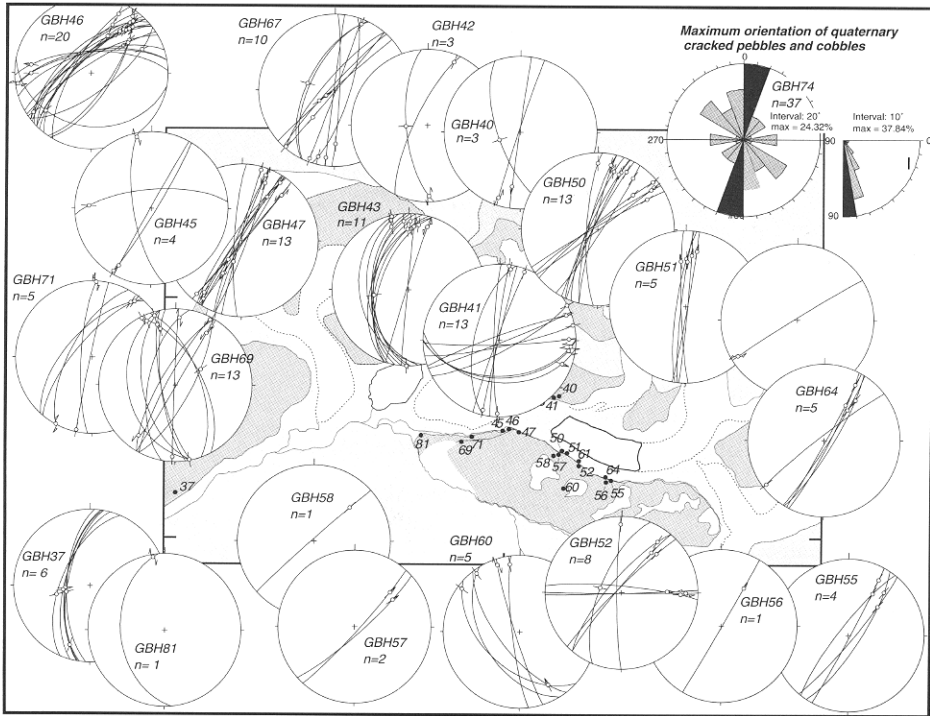 GBH46
n=20
GBH67
n=10
GBH42
n=3
GBH40
n=3
Maximum orientation of quaternary
cracked pebbles and cobbles
0
GBH74
n=37
Interval: 20°
max = 24.32%
Interval: 10°
max = 37.84%
270
90
0
90
GBH45
n=4
GBH47
n=13
GBH43
n=11
GBH50
n=13
GBH51
n=5
GBH71
n=5
GBH69
n=13
GBH41
n=13
GBH64
n=5
40
41
45
46
47
81
69
71
50
51
61
58
57
52
64
60
56
55
37
GBH58
n=1
GBH37
n= 6
GBH81
n= 1
GBH57
n=2
GBH60
n=5
GBH52
n=8
GBH56
n=1
GBH55
n=4